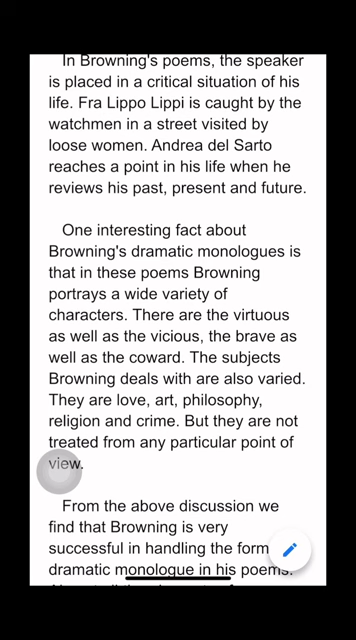 In Browning's poems, the speaker
is placed in a critical situation of his
life. Fra Lippo Lippi is caught by the
watchmen in a street visited by
loose women. Andrea del Sarto
reaches a point in his life when he
reviews his past, present and future.
One interesting fact about
Browning's dramatic monologues is
that in these poems Browning
portrays a wide variety of
characters. There are the virtuous
as well as the vicious, the brave as
well as the coward. The subjects
Browning deals with are also varied.
They are love, art, philosophy,
religion and crime. But they are not
treated from any particular point of
view.
From the above discussion we
find that Browning is very
successful in handling the form
dramatic monologue in his poems.